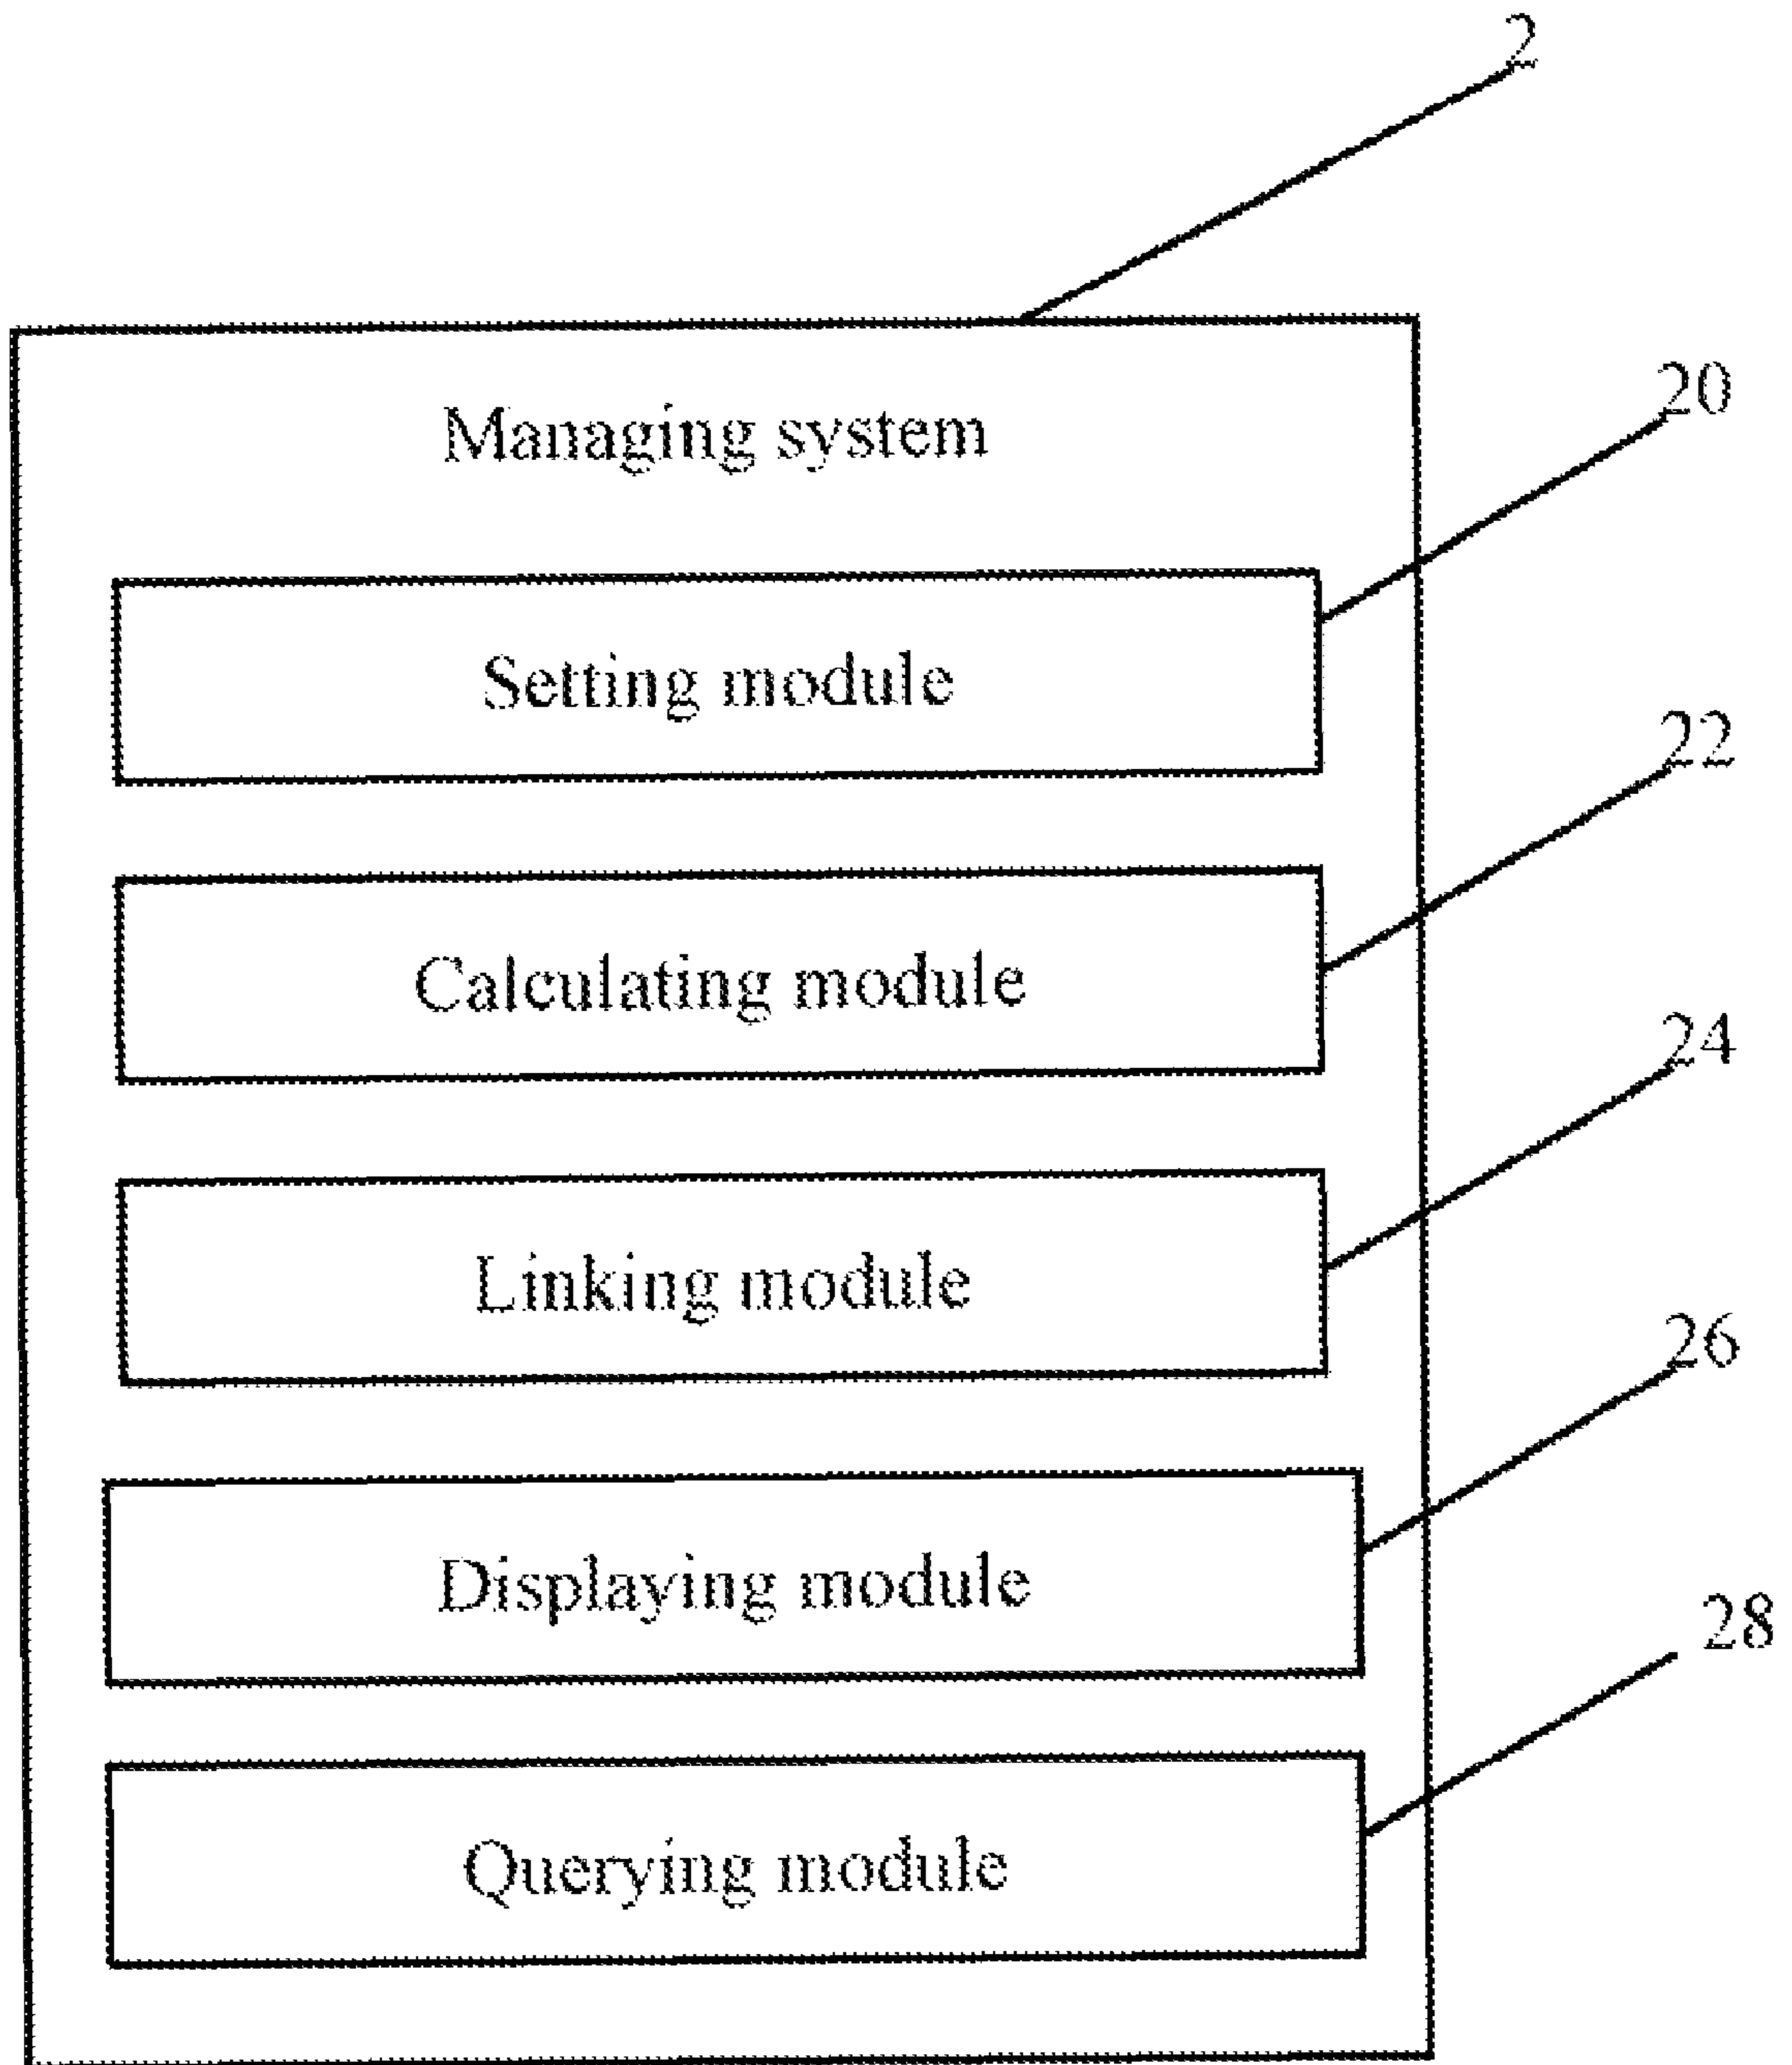 2
Managing system
20
Setting module
22
Calculating module
24
Linking module
26
Displaying module
28
Querying module